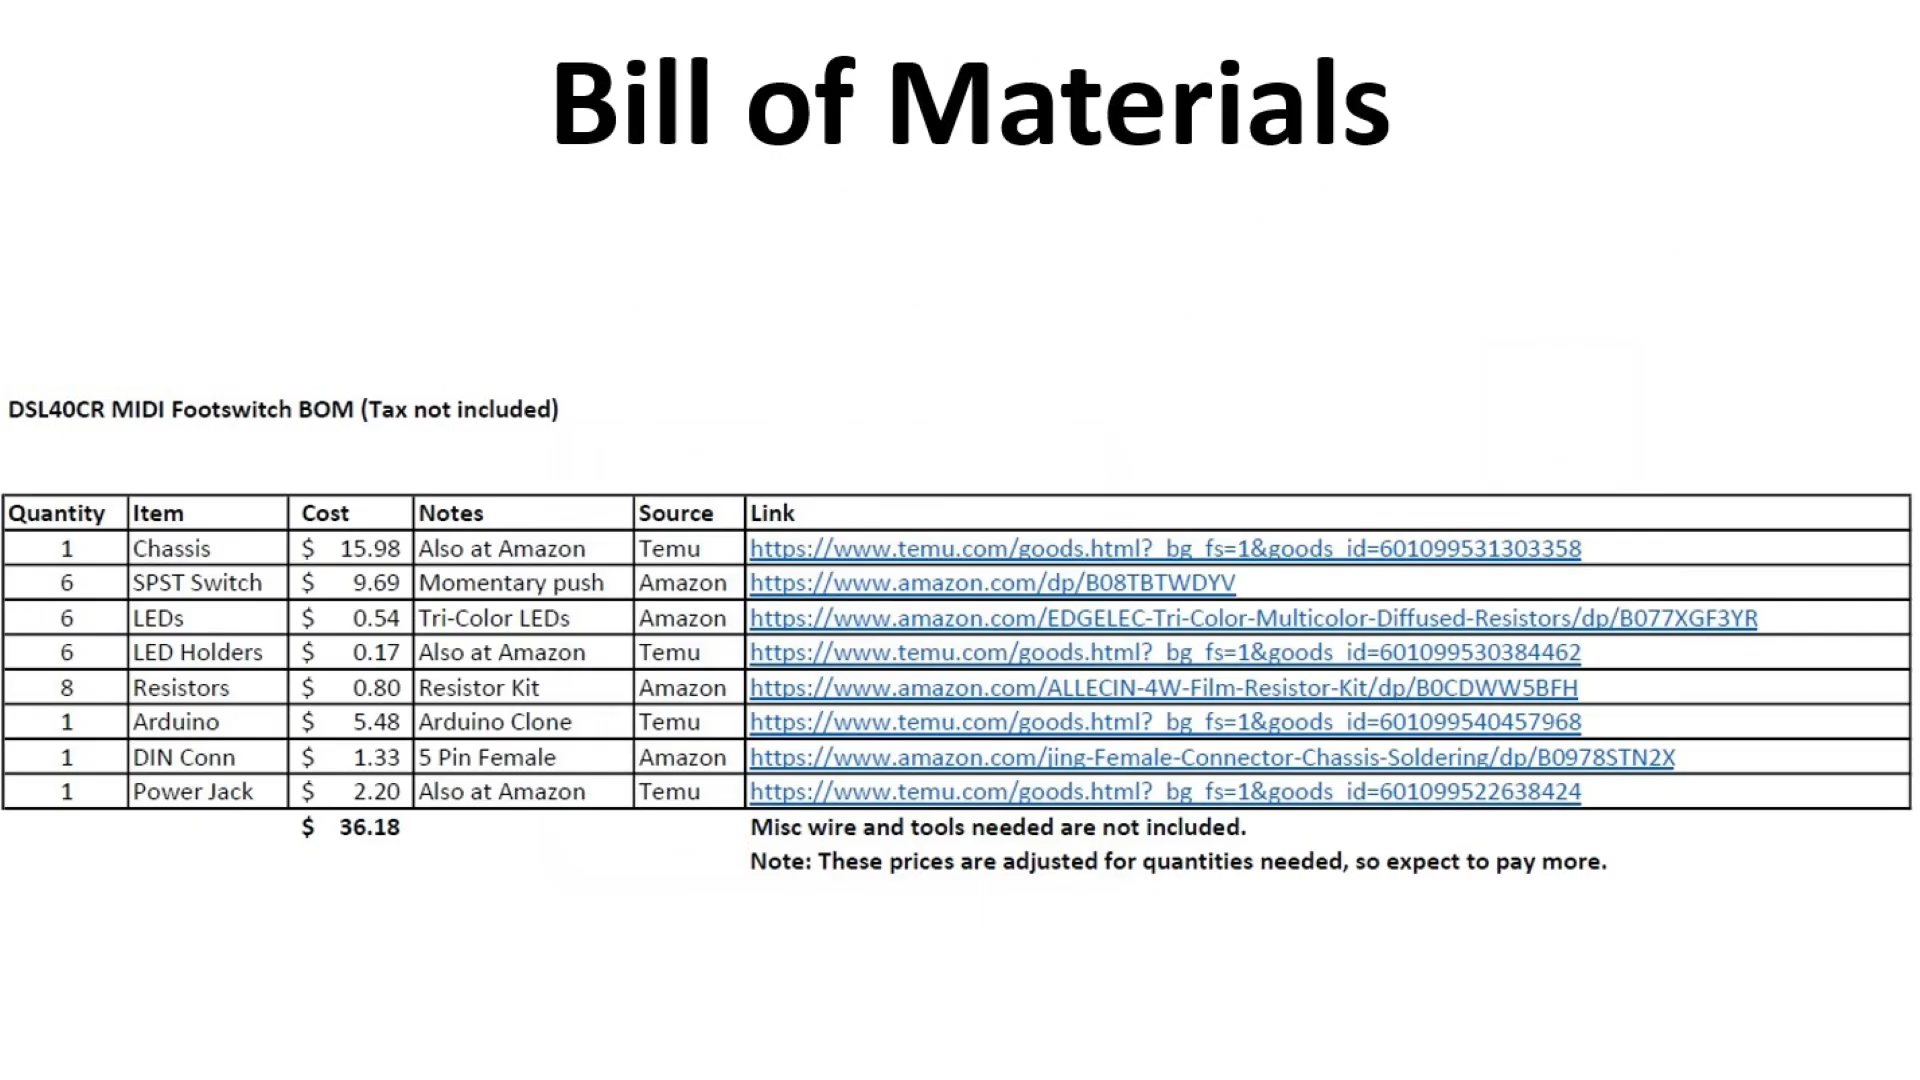 Bill of Materials
DSL40CR MIDI Footswitch BOM (Tax not included)
Quantity Item Cost Notes Source Link
1 Chassis $ 15.98 Also at Amazon Temu https://www.temu.com/goods.html?_bg_fs=1&goods_id=601099531303358
6 SPST Switch $ 9.69 Momentary push Amazon https://www.amazon.com/dp/B08TBTWDYV
6 LEDs $ 0.54 Tri-Color LEDs Amazon https://www.amazon.com/EDGELEC-Tri-Color-Multicolor-Diffused-Resistors/dp/B077XGF3YR
6 LED Holders $ 0.17 Also at Amazon Temu https://www.temu.com/goods.html?_bg_fs=1&goods_id=601099530384462
8 Resistors $ 0.80 Resistor Kit Amazon https://www.amazon.com/ALLECIN-4W-Film-Resistor-Kit/dp/B0CDWW5BFH
1 Arduino $ 5.48 Arduino Clone Temu https://www.temu.com/goods.html?_bg_fs=1&goods_id=601099540457968
1 DIN Conn $ 1.33 5 Pin Female Amazon https://www.amazon.com/jing-Female-Connector-Chassis-Soldering/dp/B0978STN2X
1 Power Jack $ 2.20 Also at Amazon Temu https://www.temu.com/goods.html?_bg_fs=1&goods_id=601099522638424
$ 36.18 Misc wire and tools needed are not included.
Note: These prices are adjusted for quantities needed, so expect to pay more.